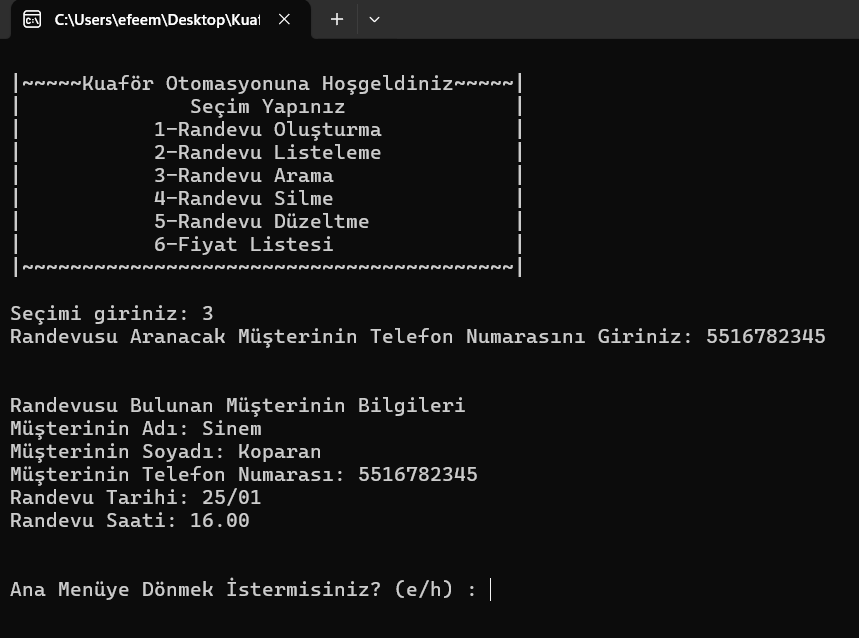 C:\Users\efeem\Desktop\Kuaf
|~~~~~Kuaför Otomasyonuna Hoşgeldiniz~~~~~|
| Seçim Yapınız |
| 1-Randevu Oluşturma |
| 2-Randevu Listeleme |
| 3-Randevu Arama |
| 4-Randevu Silme |
| 5-Randevu Düzeltme |
| 6-Fiyat Listesi |
|~~~~~~~~~~~~~~~~~~~~~~~~~~~~~~~~~~~~~~~~~|
Seçimi giriniz: 3
Randevusu Aranacak Müşterinin Telefon Numarasını Giriniz: 5516782345
Randevusu Bulunan Müşterinin Bilgileri
Müşterinin Adı: Sinem
Müşterinin Soyadı: Koparan
Müşterinin Telefon Numarası: 5516782345
Randevu Tarihi: 25/01
Randevu Saati: 16.00
Ana Menüye Dönmek İstermisiniz? (e/h) :